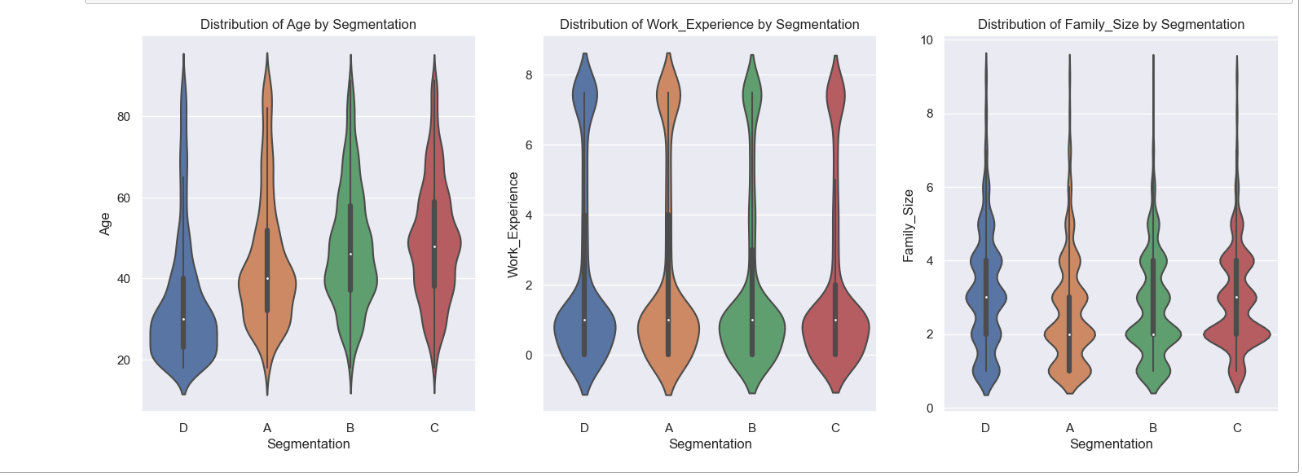 Distribution of Age by Segmentation
80
60
40
20
Age
D A B C
Segmentation
Distribution of Work_Experience by Segmentation
8
6
4
2
0
Work_Experience
D A B C
Segmentation
Distribution of Family_Size by Segmentation
10
8
6
4
2
0
Family_Size
D A B C
Segmentation